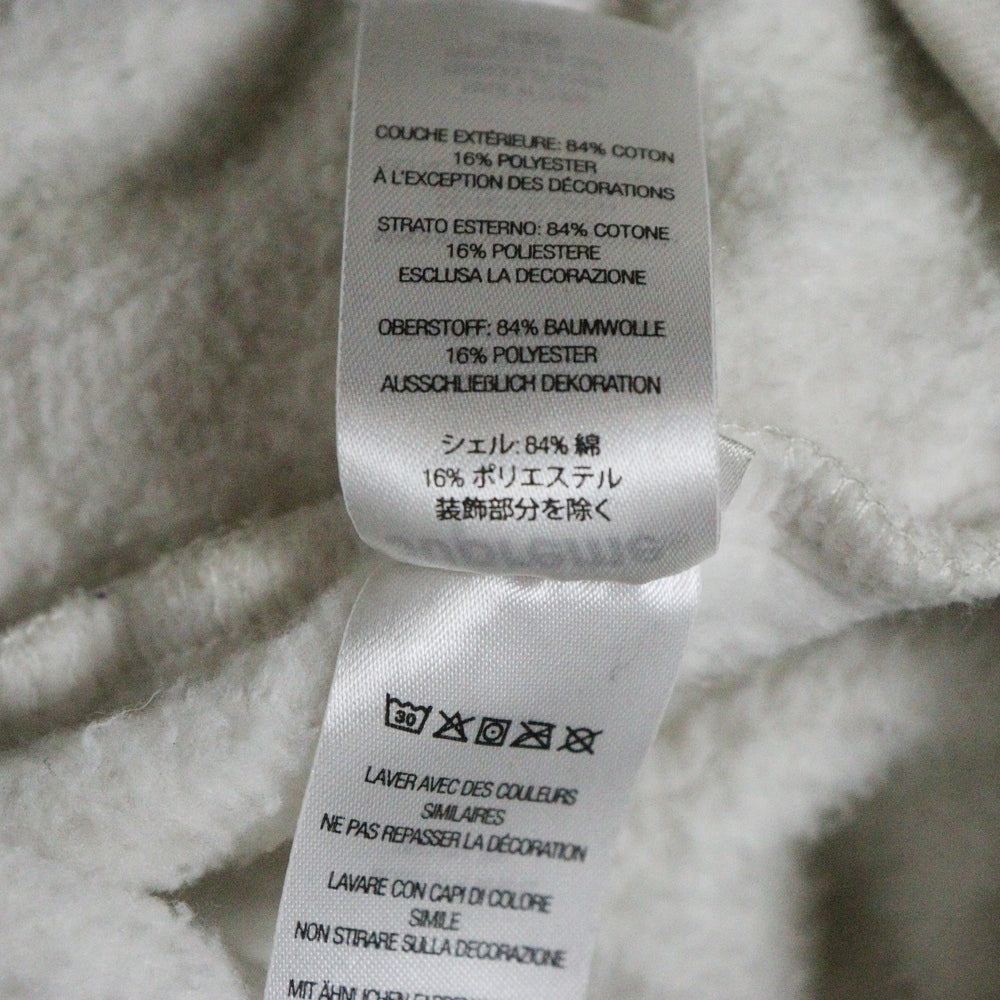 COUCHE EXTÉRIEURE: 84% COTON
16% POLYESTER
À L'EXCEPTION DES DÉCORATIONS
STRATO ESTERNO: 84% COTONE
16% POLIESTERE
ESCLUSA LA DECORAZIONE
OBERSTOFF: 84% BAUMWOLLE
16% POLYESTER
AUSSCHLIEßLICH DEKORATION
シェル: 84% 綿
16% ポリエステル
装飾部分を除く
Supreme
30
LAVER AVEC DES COULEURS
SIMILAIRES
NE PAS REPASSER LA DÉCORATION
LAVARE CON CAPI DI COLORE
SIMILE
NON STIRARE SULLA DECORAZIONE
MIT ÄHNLICHEN